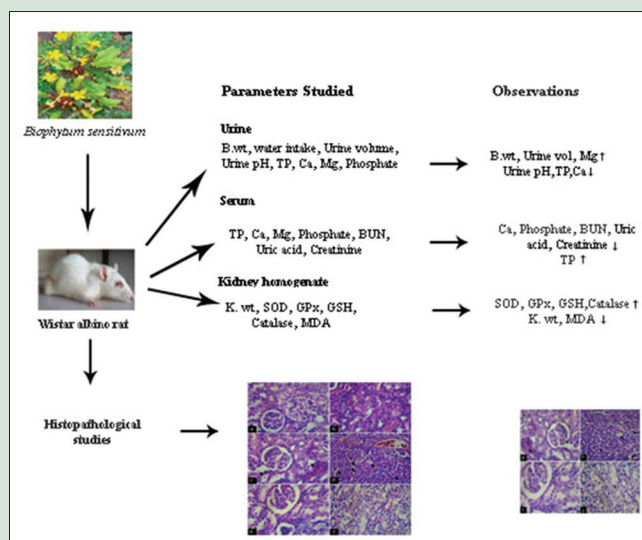 Biophytum sensitivum
Parameters Studied
Observations
Urine
B.wt, water intake, Urine volume,
Urine pH, TP, Ca, Mg, Phosphate
B.wt, Urine vol, Mg↑
Urine pH,TP,Ca↓
Serum
TP, Ca, Mg, Phosphate, BUN,
Uric acid, Creatinine
Ca, Phosphate, BUN, Uric
acid, Creatinine ↓
TP ↑
Wistar albino rat
Kidney homogenate
K. wt, SOD, GPx, GSH,
Catalase, MDA
SOD, GPx, GSH,Catalase ↑
K. wt, MDA ↓
Histopathological
studies